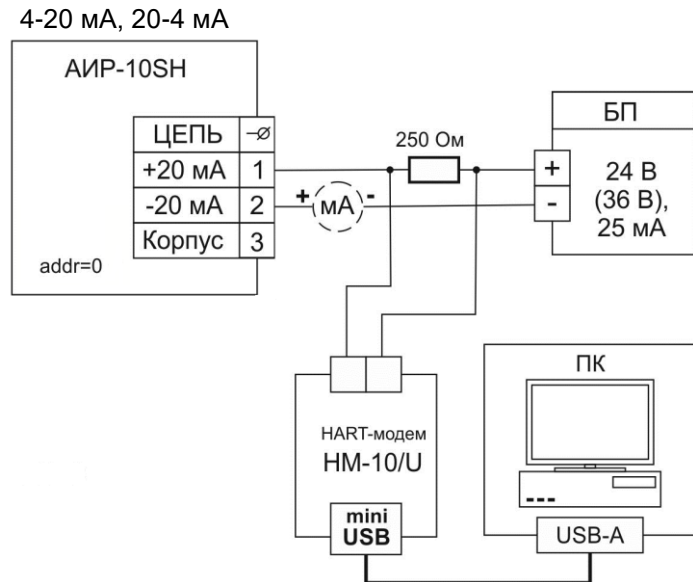 4-20 мА, 20-4 мА
АИР-10SH
ЦЕПЬ
+20 мА 1
-20 мА 2
Корпус 3
addr=0
250 Ом
+ мА -
БП
+
-
24 В
(36 В),
25 мА
HART-модем
HM-10/U
mini
USB
ПК
USB-A